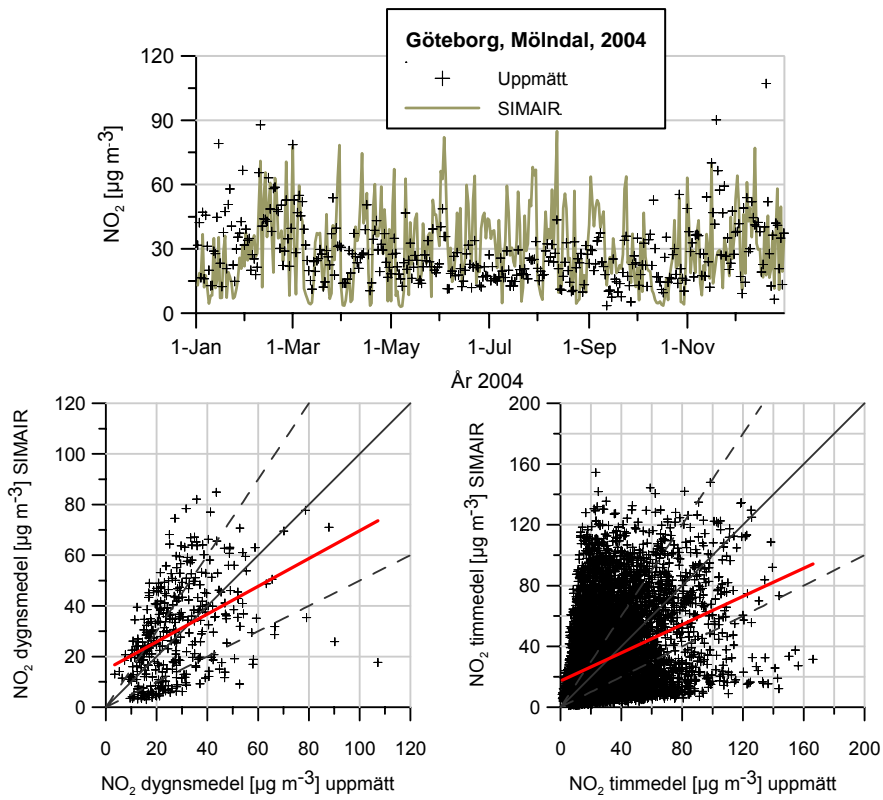 Göteborg, Mölndal, 2004
Uppmätt
SIMAIR
NO₂ [µg m⁻³]
120
90
60
30
0
1-Jan 1-Mar 1-May 1-Jul 1-Sep 1-Nov
År 2004
NO₂ dygnsmedel [µg m⁻³] SIMAIR
120
100
80
60
40
20
0
0 20 40 60 80 100 120
NO₂ dygnsmedel [µg m⁻³] uppmätt
NO₂ timmedel [µg m⁻³] SIMAIR
200
160
120
80
40
0
0 40 80 120 160 200
NO₂ timmedel [µg m⁻³] uppmätt